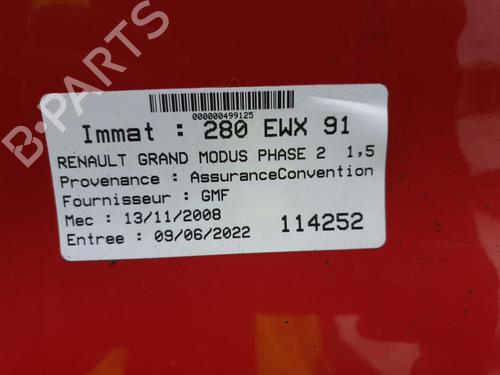 000000499125
Immat : 280 EWX 91
RENAULT GRAND MODUS PHASE 2 1,5
Provenance : AssuranceConvention
Fournisseur : GMF
Mec : 13/11/2008
Entree : 09/06/2022 114252
B-PARTS